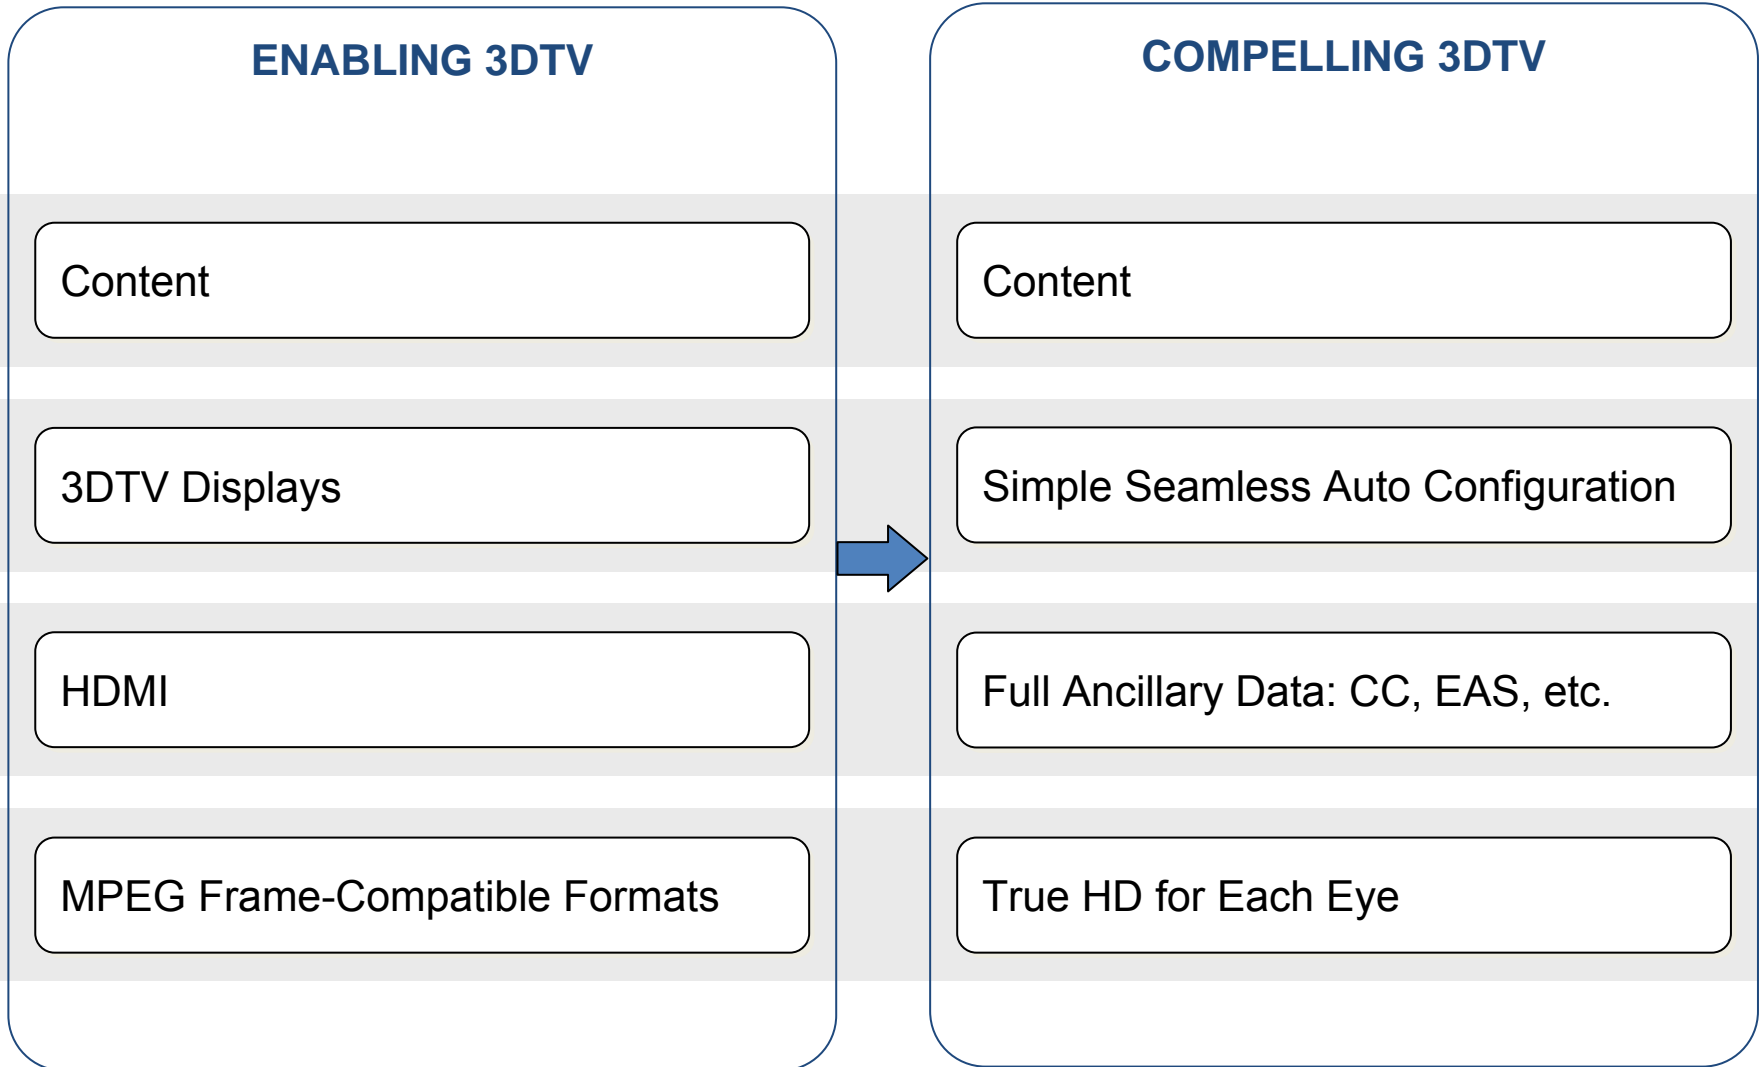 ENABLING 3DTV
Content
3DTV Displays
HDMI
MPEG Frame-Compatible Formats
COMPELLING 3DTV
Content
Simple Seamless Auto Configuration
Full Ancillary Data: CC, EAS, etc.
True HD for Each Eye